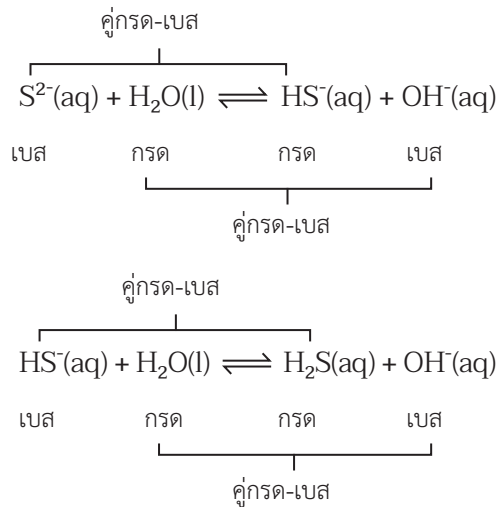 คู่กรด-เบส
S²⁻(aq) + H₂O(l) ⇌ HS⁻(aq) + OH⁻(aq)
เบส กรด กรด เบส
คู่กรด-เบส
คู่กรด-เบส
HS⁻(aq) + H₂O(l) ⇌ H₂S(aq) + OH⁻(aq)
เบส กรด กรด เบส
คู่กรด-เบส